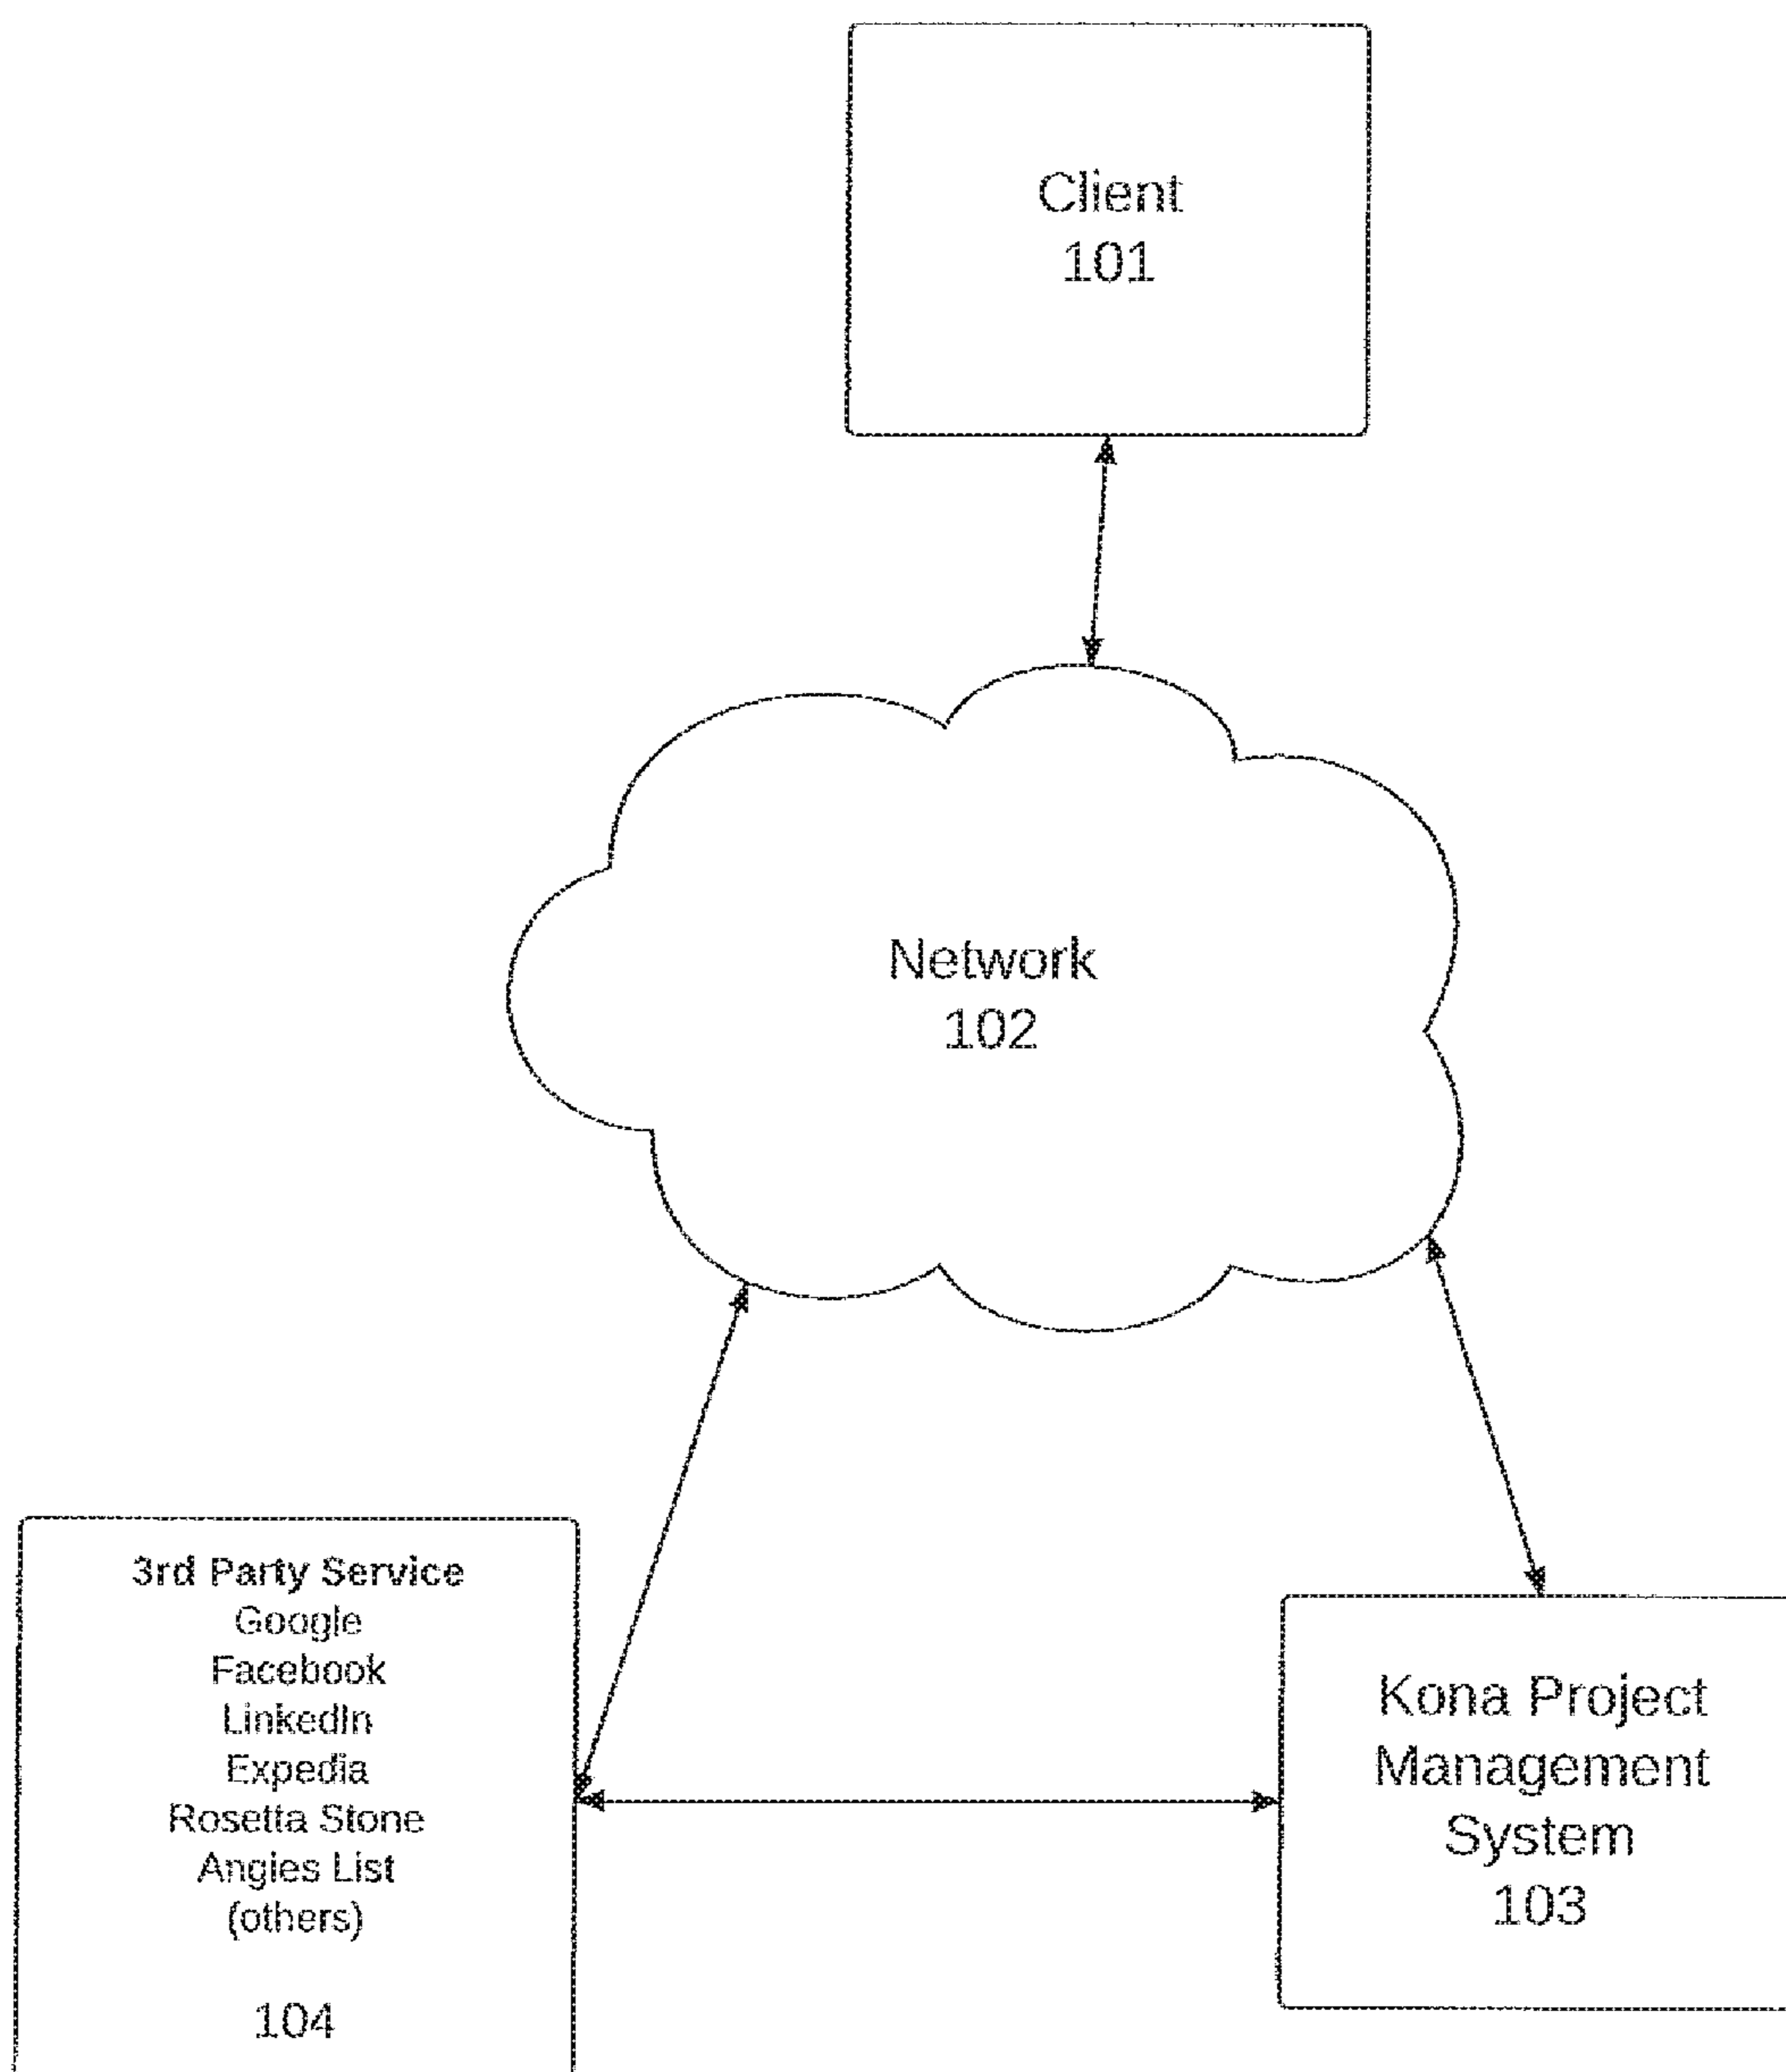 Client
101
Network
102
3rd Party Service
Google
Facebook
LinkedIn
Expedia
Rosetta Stone
Angies List
(others)
104
Kona Project
Management
System
103